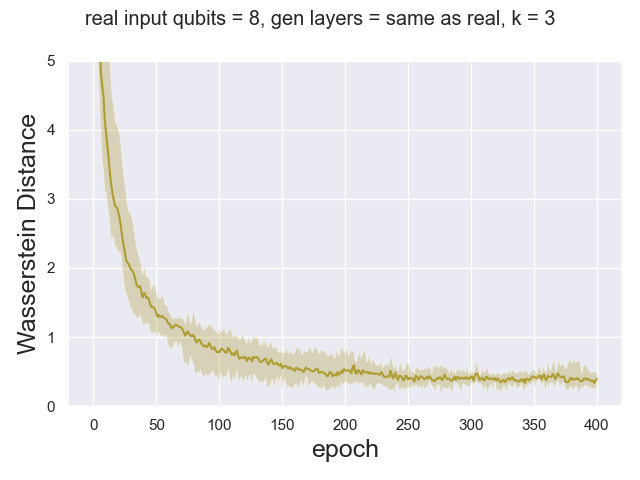 real input qubits = 8, gen layers = same as real, k = 3
5
4
3
2
1
0
Wasserstein Distance
0 50 100 150 200 250 300 350 400
epoch